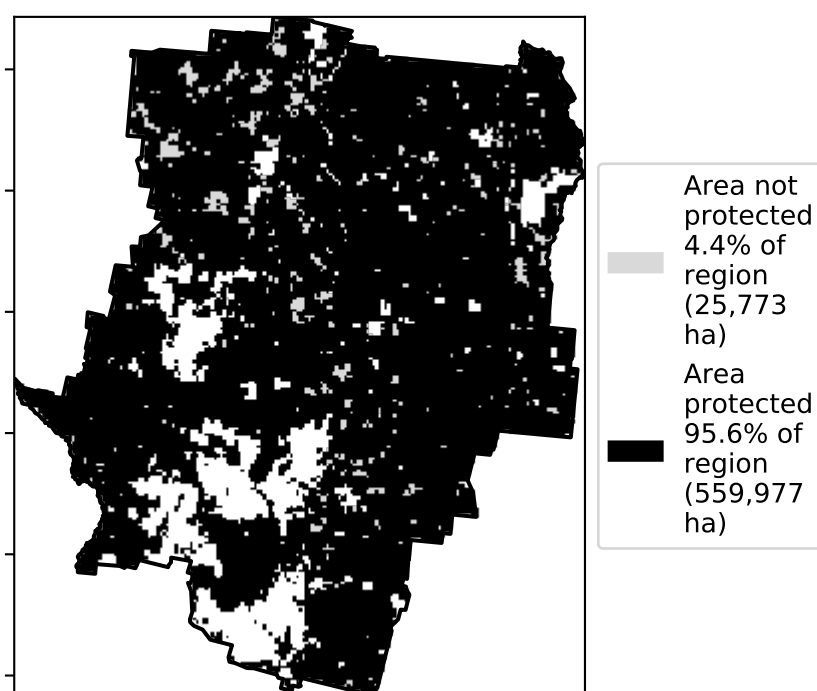 Area not
protected
4.4% of
region
(25,773
ha)
Area
protected
95.6% of
region
(559,977
ha)